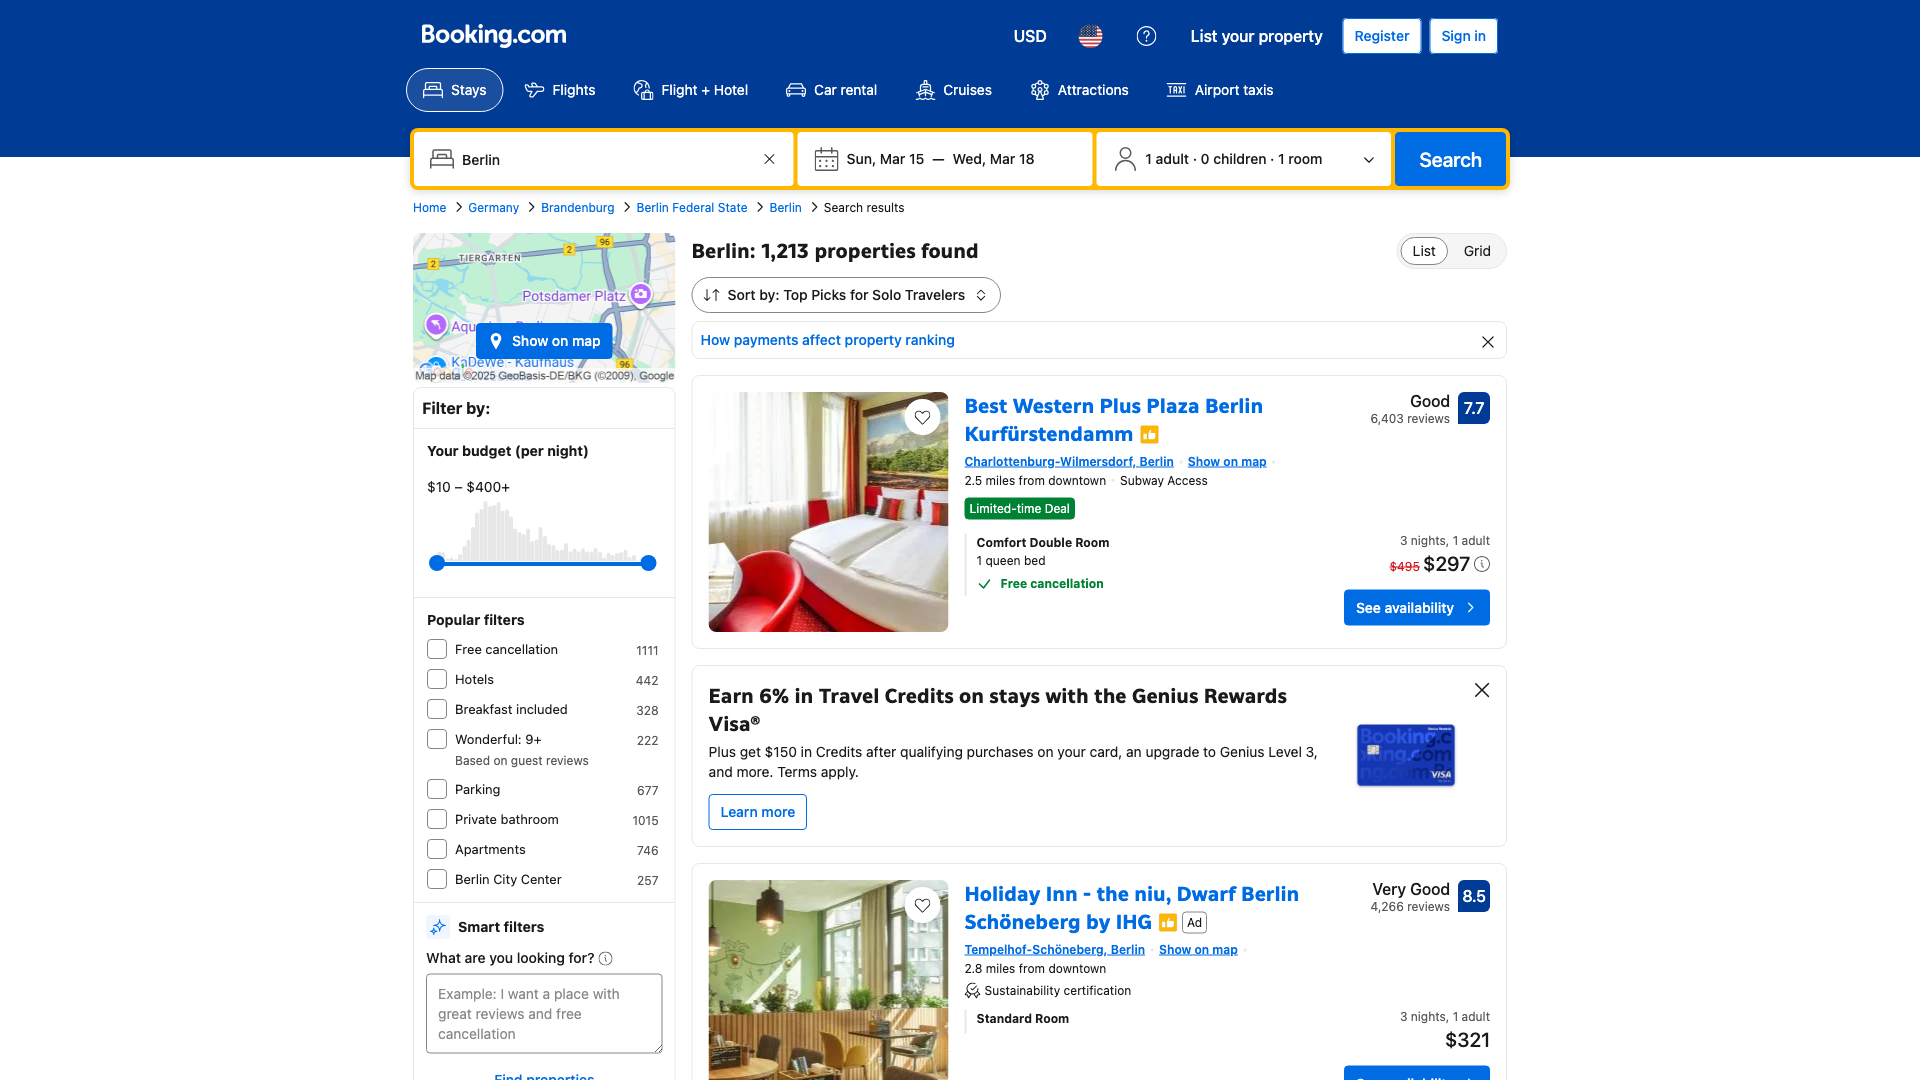 Booking.com
USD
List your property
Register
Sign in
Stays
Flights
Flight + Hotel
Car rental
TAXI
Cruises
Attractions
Airport taxis
Berlin
Sun, Mar 15 — Wed, Mar 18
1 adult · 0 children · 1 room
Search
Home > Germany > Brandenburg > Berlin Federal State > Berlin > Search results
96
2
2
TIERGARTEN
Potsdamer Platz
Show on map
KaDeWe - Kaufhaus
96
Map data ©2025 GeoBasis-DE/BKG (©2009), Google
Filter by:
Your budget (per night)
$10 – $400+
Popular filters
Free cancellation 1111
Hotels 442
Breakfast included 328
Wonderful: 9+ 222
Based on guest reviews
Parking 677
Private bathroom 1015
Apartments 746
Berlin City Center 257
Smart filters
What are you looking for?
Example: I want a place with
great reviews and free
cancellation
Find properties
Berlin: 1,213 properties found
List
Grid
Sort by: Top Picks for Solo Travelers
How payments affect property ranking
Best Western Plus Plaza Berlin
Kurfürstendamm
Good
6,403 reviews
7.7
Charlottenburg-Wilmersdorf, Berlin · Show on map
2.5 miles from downtown · Subway Access
Limited-time Deal
Comfort Double Room
1 queen bed
Free cancellation
3 nights, 1 adult
$495 $297
See availability
Earn 6% in Travel Credits on stays with the Genius Rewards
Visa®
Plus get $150 in Credits after qualifying purchases on your card, an upgrade to Genius Level 3,
and more. Terms apply.
Learn more
Booking.c
VISA
Holiday Inn - the niu, Dwarf Berlin
Schöneberg by IHG
Ad
Very Good
4,266 reviews
8.5
Tempelhof-Schöneberg, Berlin · Show on map
2.8 miles from downtown
Sustainability certification
Standard Room
3 nights, 1 adult
$321